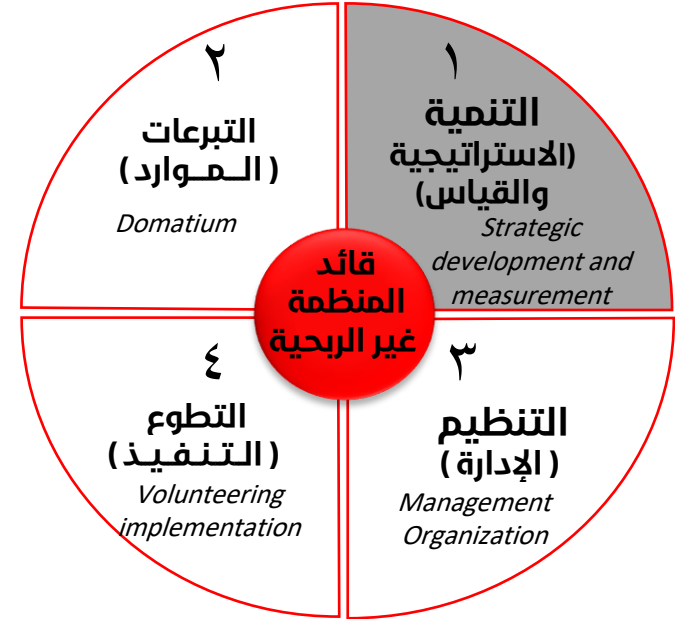 ١
التنمية
(الاستراتيجية
والقياس)
Strategic
development and
measurement
٢
التبرعات
(الـمـوارد)
Domatium
قائد
المنظمة
غير الربحية
٣
التنظيم
(الإدارة)
Management
Organization
٤
التطوع
(الـتـنـفـيـذ)
Volunteering
implementation